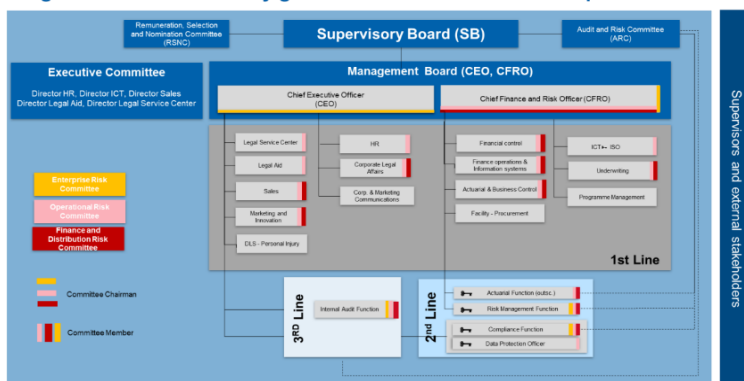 Remuneration, Selection
and Nomination Committee
(RSNC)
Supervisory Board (SB)
Audit and Risk Committee
(ARC)
Executive Committee
Director HR, Director ICT, Director Sales
Director Legal Aid, Director Legal Service Center
Management Board (CEO, CFRO)
Chief Executive Officer
(CEO)
Chief Finance and Risk Officer (CFRO)
Legal Service Center
HR
Financial control
ICT+- ISO
Legal Aid
Corporate Legal
Affairs
Finance operations &
Information systems
Underwriting
Sales
Corp. & Marketing
Communications
Actuarial & Business Control
Programme Management
Marketing and
Innovation
Facility - Procurement
DLS - Personal Injury
1st Line
Enterprise Risk
Committee
Operational Risk
Committee
Finance and
Distribution Risk
Committee
Committee Chairman
Committee Member
3RD Line
Internal Audit Function
2nd Line
Actuarial Function (outsc.)
Risk Management Function
Compliance Function
Data Protection Officer
Supervisors and external stakeholders